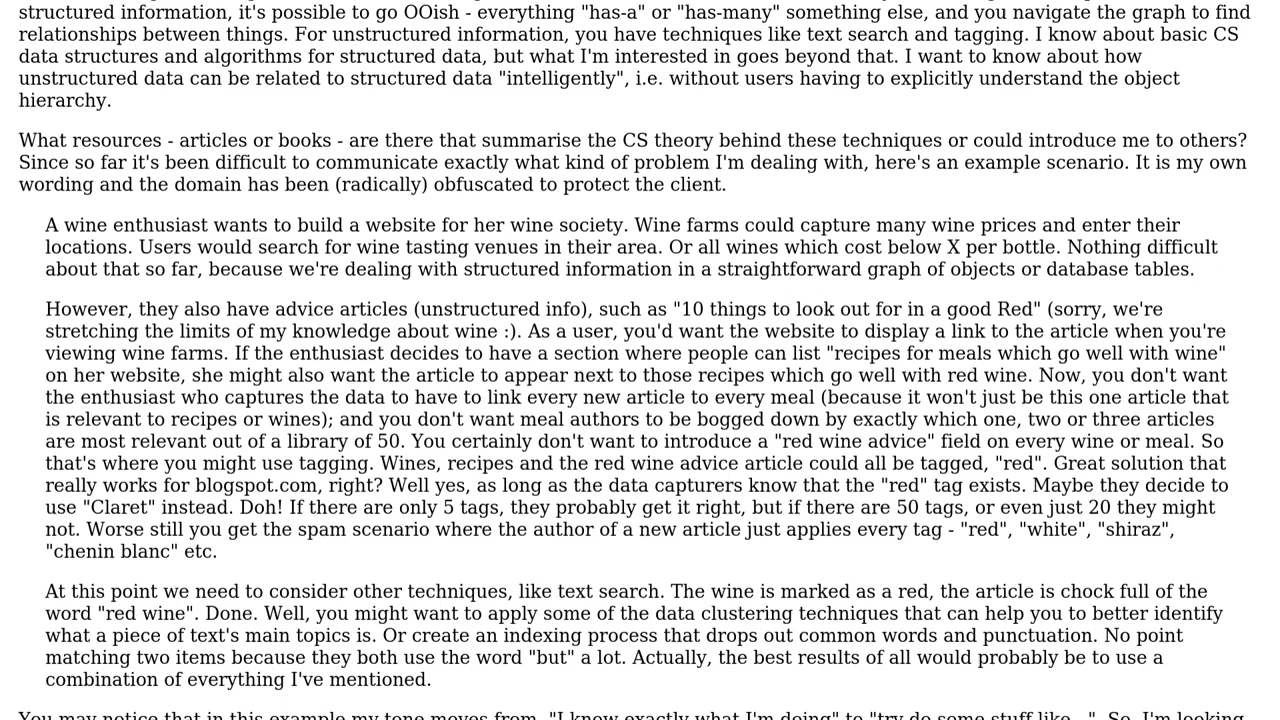 structured information, it's possible to go OOish - everything "has-a" or "has-many" something else, and you navigate the graph to find
relationships between things. For unstructured information, you have techniques like text search and tagging. I know about basic CS
data structures and algorithms for structured data, but what I'm interested in goes beyond that. I want to know about how
unstructured data can be related to structured data "intelligently", i.e. without users having to explicitly understand the object
hierarchy.
What resources - articles or books - are there that summarise the CS theory behind these techniques or could introduce me to others?
Since so far it's been difficult to communicate exactly what kind of problem I'm dealing with, here's an example scenario. It is my own
wording and the domain has been (radically) obfuscated to protect the client.
A wine enthusiast wants to build a website for her wine society. Wine farms could capture many wine prices and enter their
locations. Users would search for wine tasting venues in their area. Or all wines which cost below X per bottle. Nothing difficult
about that so far, because we're dealing with structured information in a straightforward graph of objects or database tables.
However, they also have advice articles (unstructured info), such as "10 things to look out for in a good Red" (sorry, we're
stretching the limits of my knowledge about wine :). As a user, you'd want the website to display a link to the article when you're
viewing wine farms. If the enthusiast decides to have a section where people can list "recipes for meals which go well with wine"
on her website, she might also want the article to appear next to those recipes which go well with red wine. Now, you don't want
the enthusiast who captures the data to have to link every new article to every meal (because it won't just be this one article that
is relevant to recipes or wines); and you don't want meal authors to be bogged down by exactly which one, two or three articles
are most relevant out of a library of 50. You certainly don't want to introduce a "red wine advice" field on every wine or meal. So
that's where you might use tagging. Wines, recipes and the red wine advice article could all be tagged, "red". Great solution that
really works for blogspot.com, right? Well yes, as long as the data capturers know that the "red" tag exists. Maybe they decide to
use "Claret" instead. Doh! If there are only 5 tags, they probably get it right, but if there are 50 tags, or even just 20 they might
not. Worse still you get the spam scenario where the author of a new article just applies every tag - "red", "white", "shiraz",
"chenin blanc" etc.
At this point we need to consider other techniques, like text search. The wine is marked as a red, the article is chock full of the
word "red wine". Done. Well, you might want to apply some of the data clustering techniques that can help you to better identify
what a piece of text's main topics is. Or create an indexing process that drops out common words and punctuation. No point
matching two items because they both use the word "but" a lot. Actually, the best results of all would probably be to use a
combination of everything I've mentioned.
You may notice that in this example my tone moves from, "I know exactly what I'm doing" to "try do some stuff like...". So, I'm looking